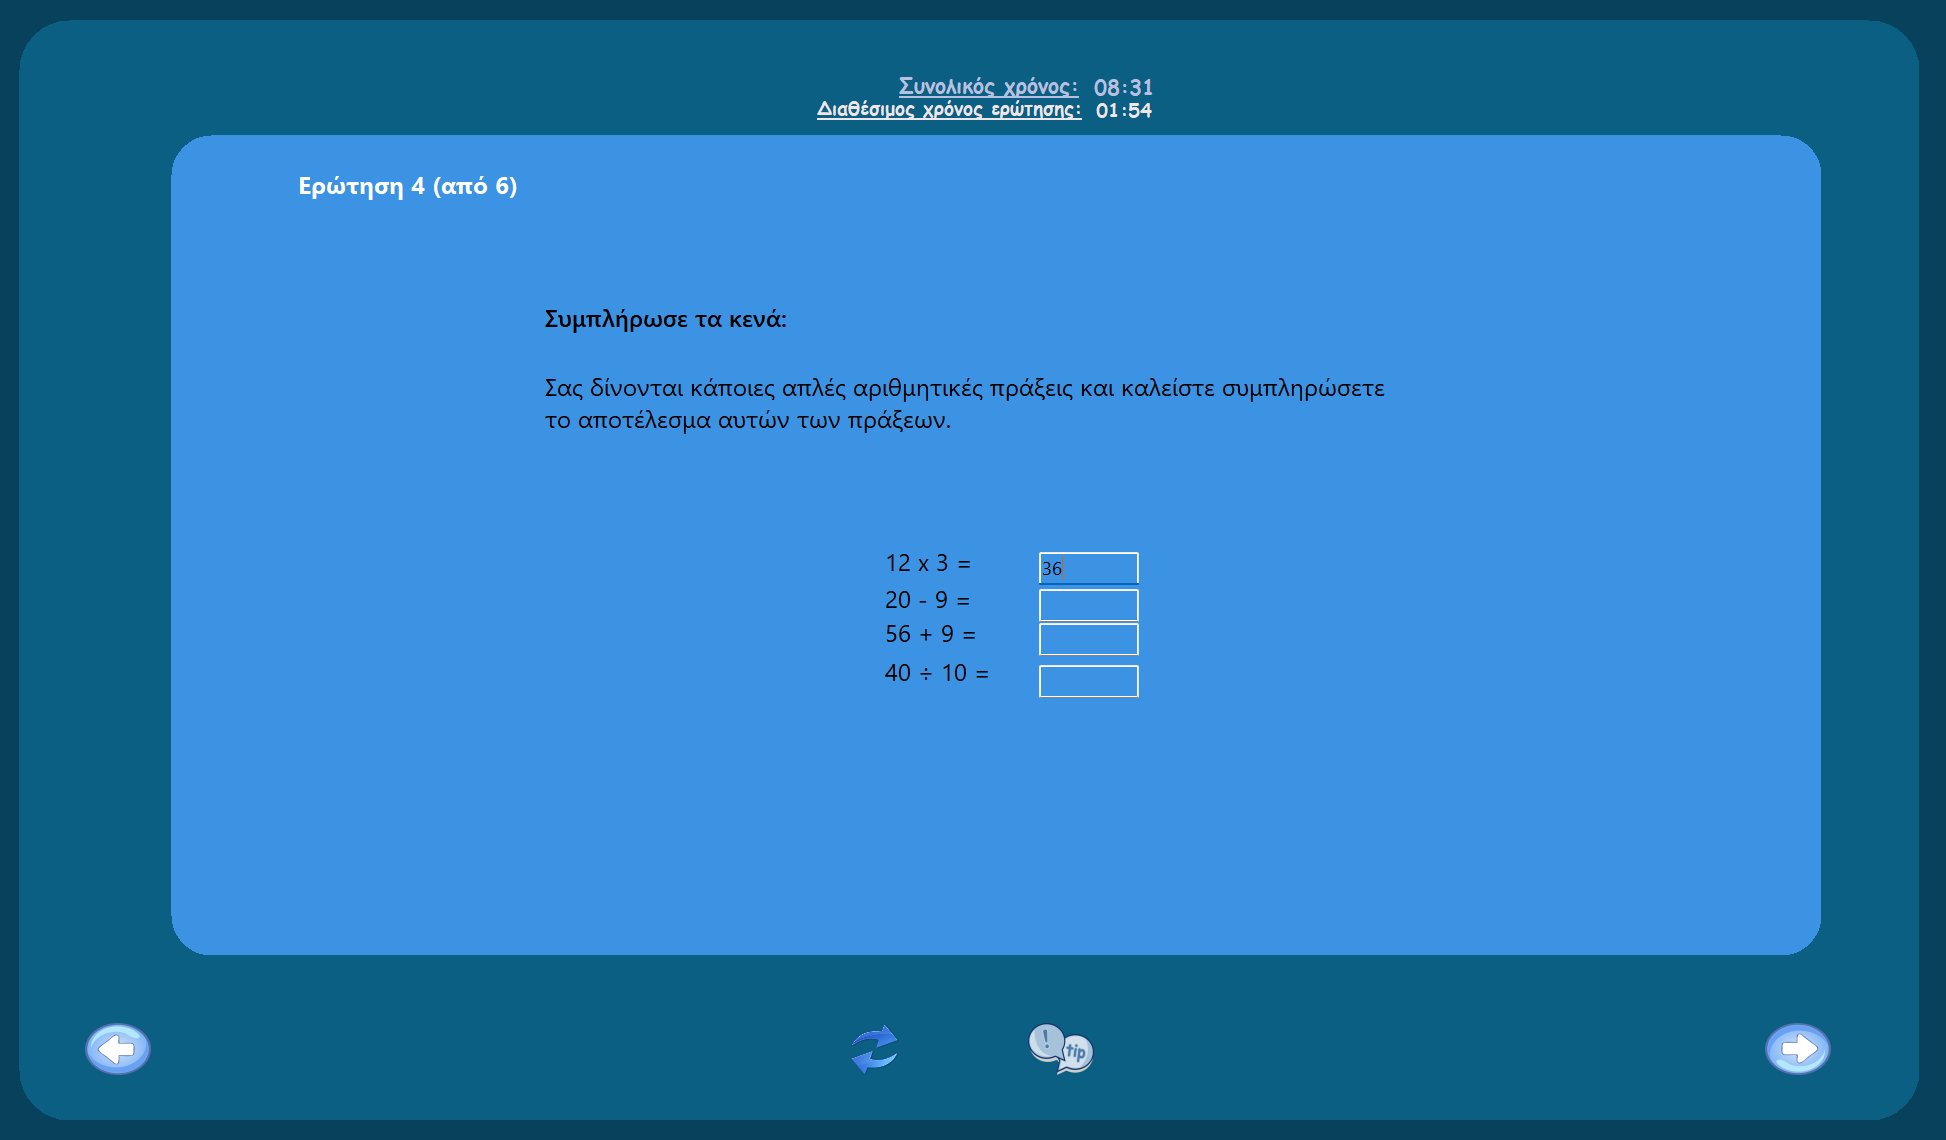 Συνολικός χρόνος: 08:31
Διαθέσιμος χρόνος ερώτησης: 01:54
Ερώτηση 4 (από 6)
Συμπλήρωσε τα κενά:
Σας δίνονται κάποιες απλές αριθμητικές πράξεις και καλείστε συμπληρώσετε
το αποτέλεσμα αυτών των πράξεων.
12 x 3 = 36
20 - 9 =
56 + 9 =
40 ÷ 10 =
! tip